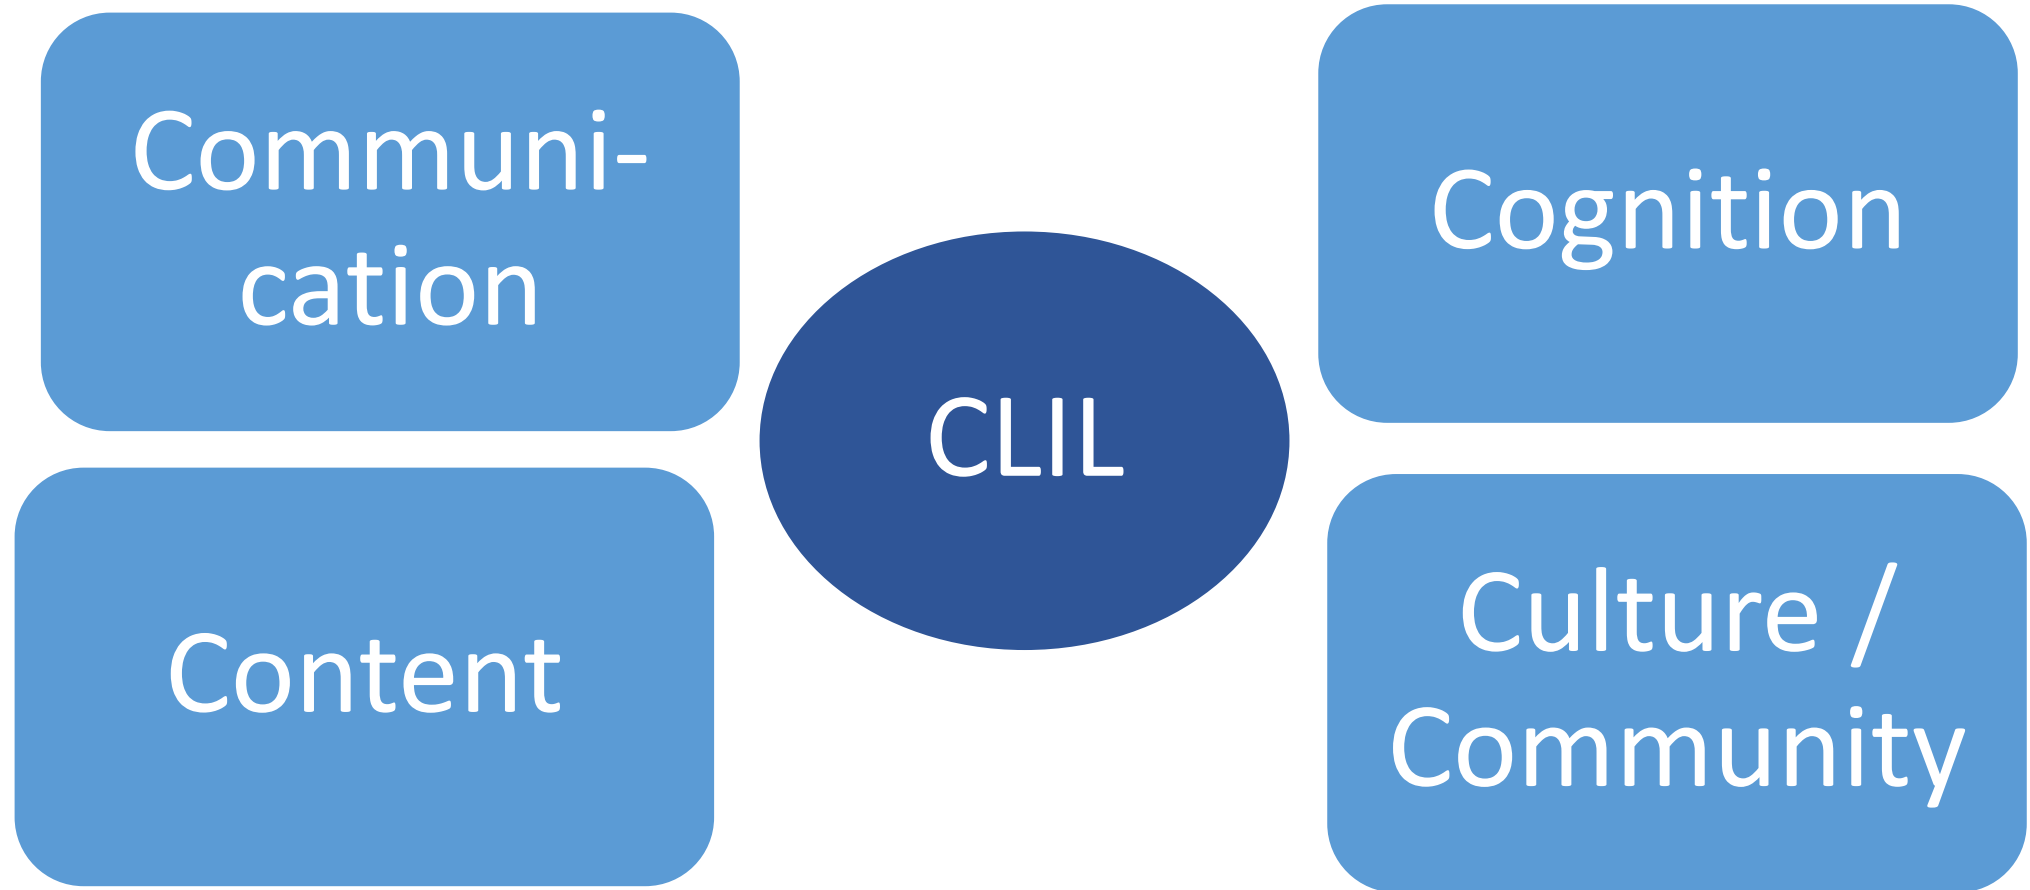 Communi-
cation
Cognition
CLIL
Content
Culture /
Community